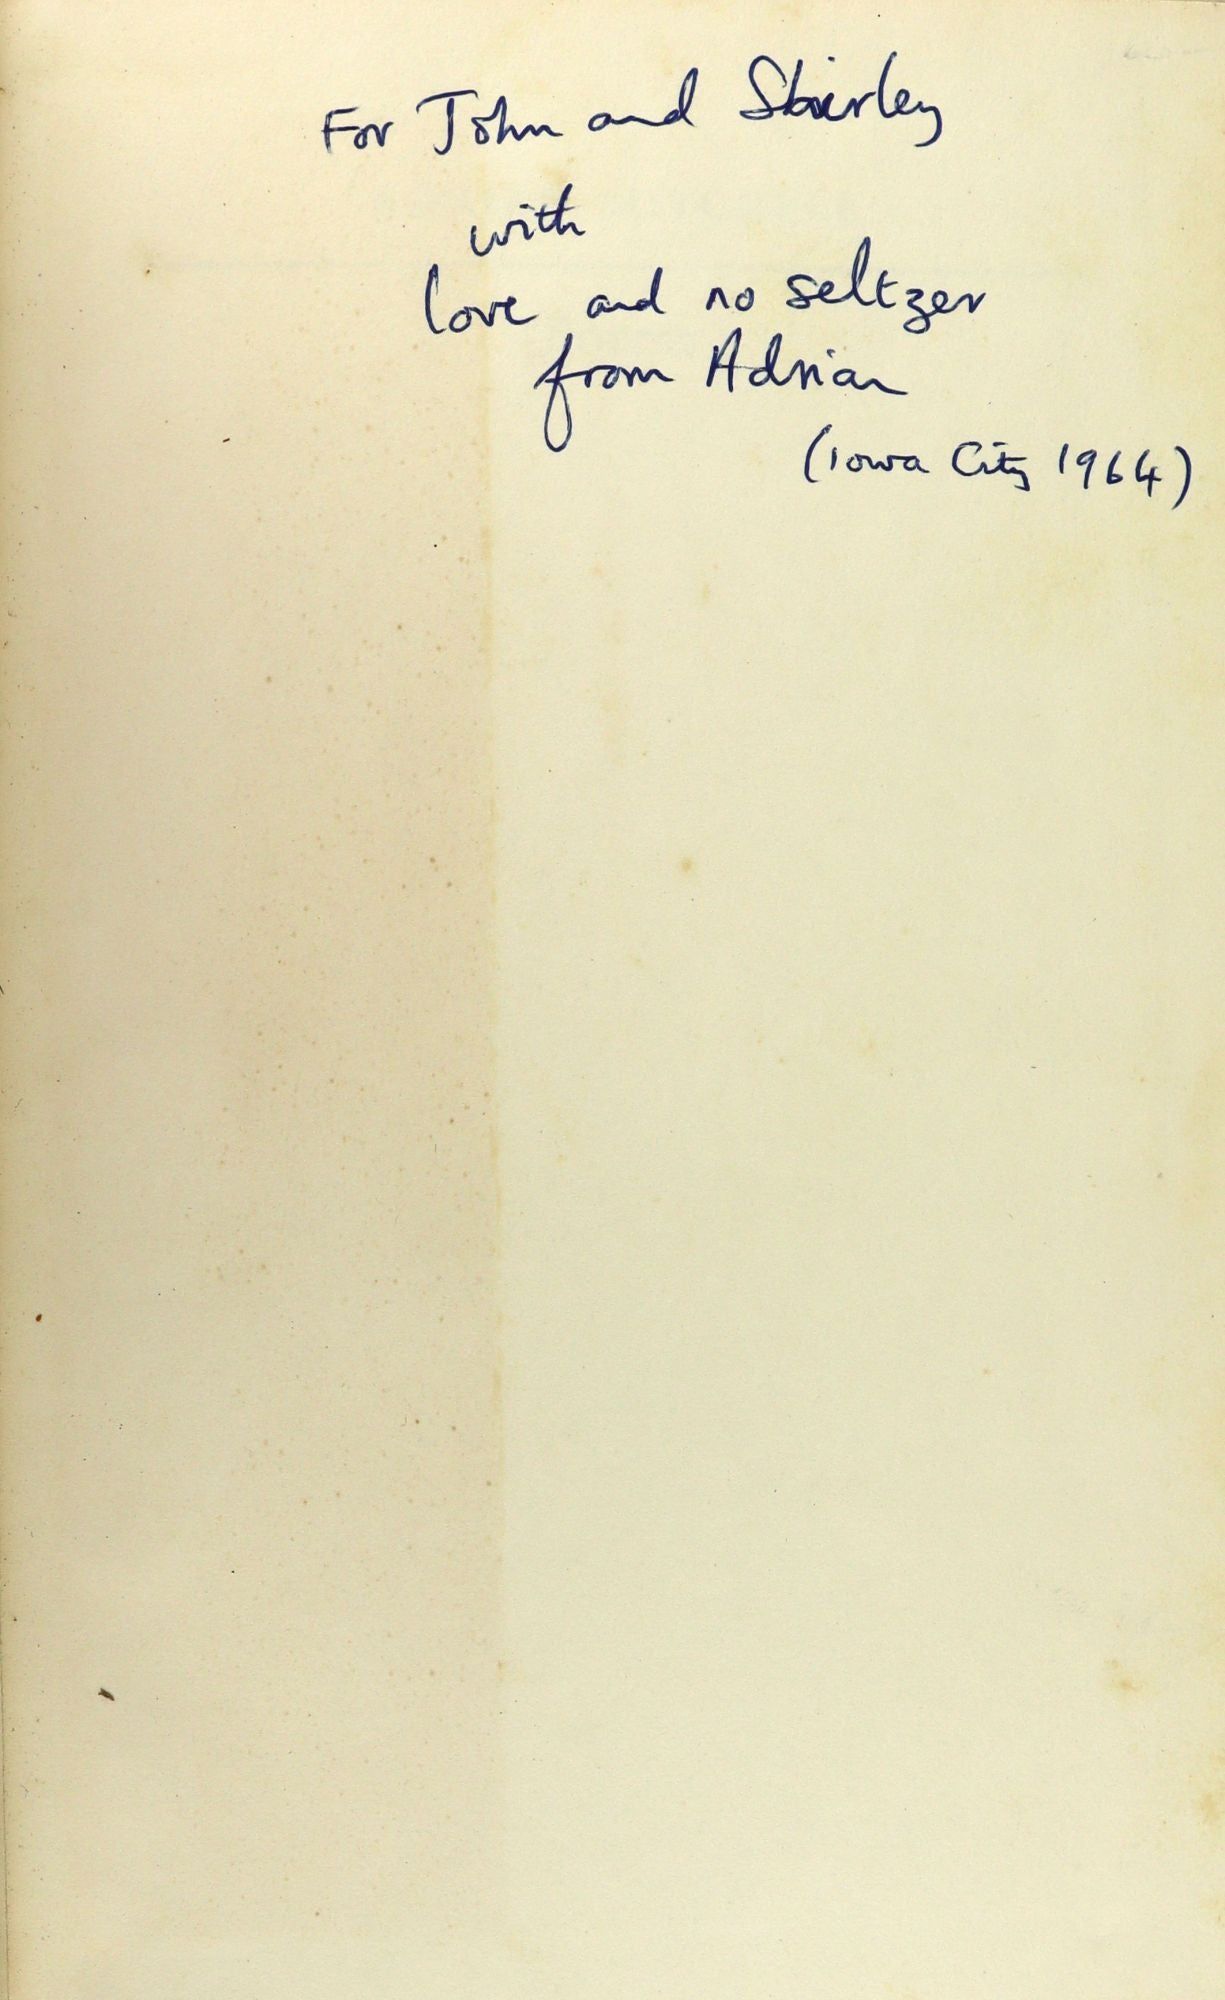 For John and Shirley
with
love and no seltzer
from Adrian
(Iowa City 1964)